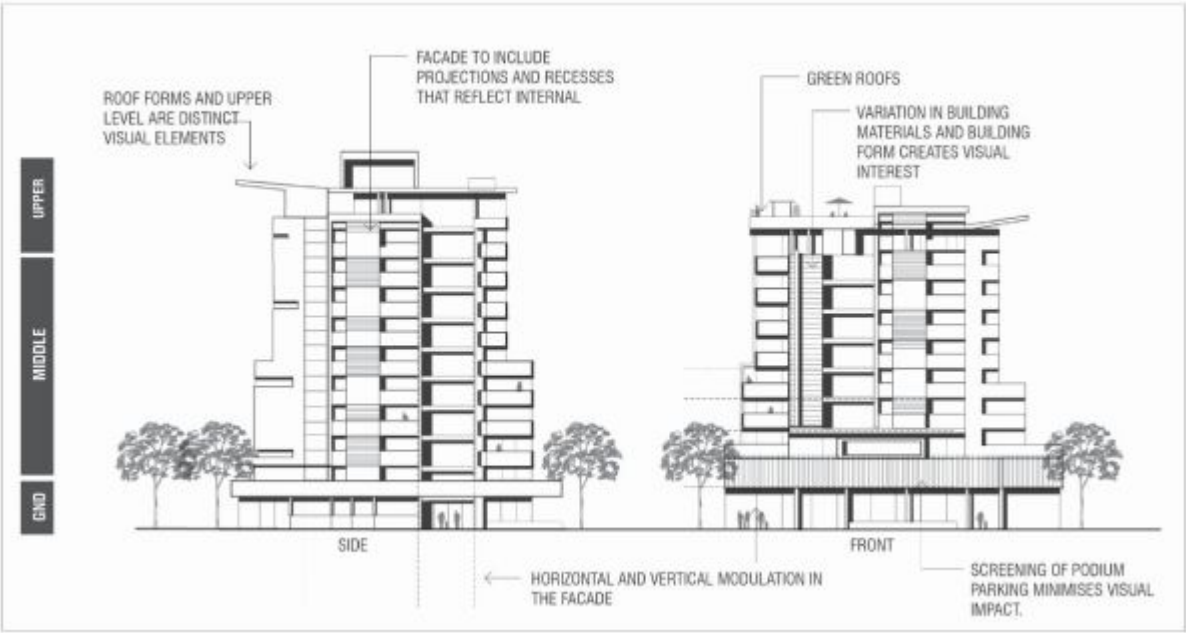 FACADE TO INCLUDE
PROJECTIONS AND RECESSES
THAT REFLECT INTERNAL
ROOF FORMS AND UPPER
LEVEL ARE DISTINCT
VISUAL ELEMENTS
GREEN ROOFS
VARIATION IN BUILDING
MATERIALS AND BUILDING
FORM CREATES VISUAL
INTEREST
UPPER
MIDDLE
GND
SIDE
FRONT
HORIZONTAL AND VERTICAL MODULATION IN
THE FACADE
SCREENING OF PODIUM
PARKING MINIMISES VISUAL
IMPACT.